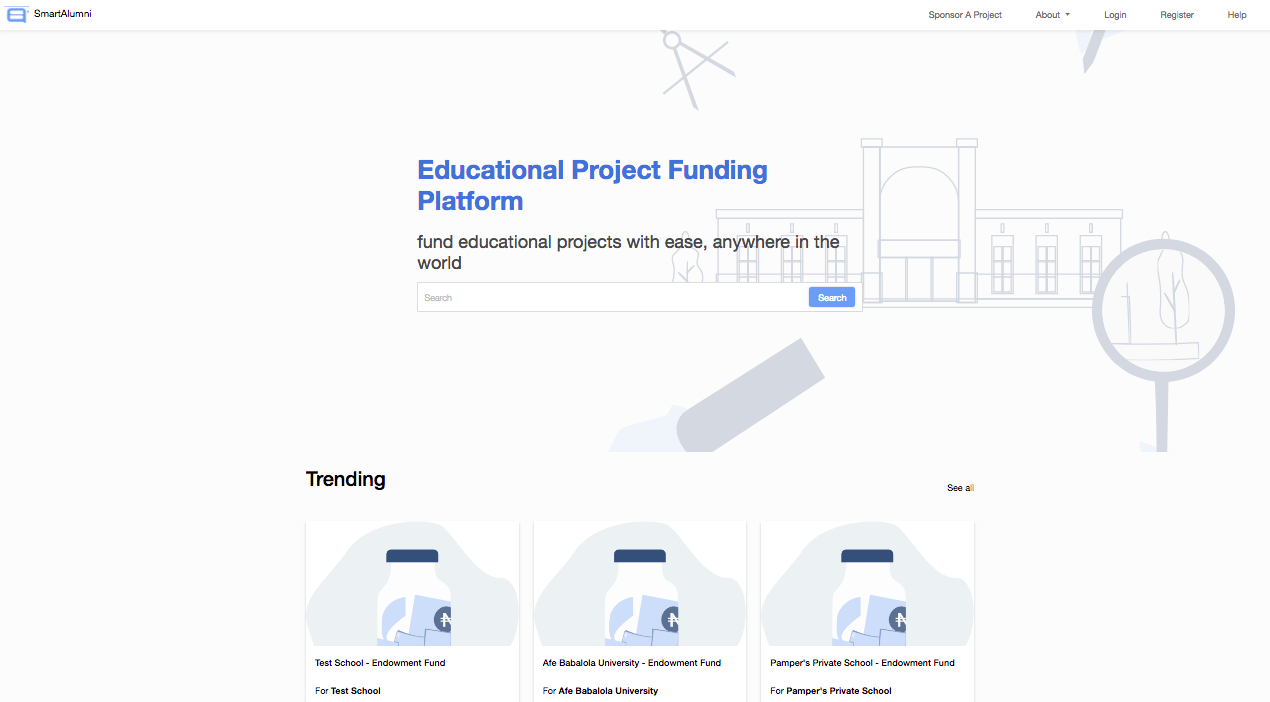 SmartAlumni
Sponsor A Project
About
Login
Register
Help
Educational Project Funding
Platform
fund educational projects with ease, anywhere in the
world
Search
Search
Trending
See all
Test School - Endowment Fund
Afe Babalola University - Endowment Fund
Pamper's Private School - Endowment Fund
For Test School
For Afe Babalola University
For Pamper's Private School